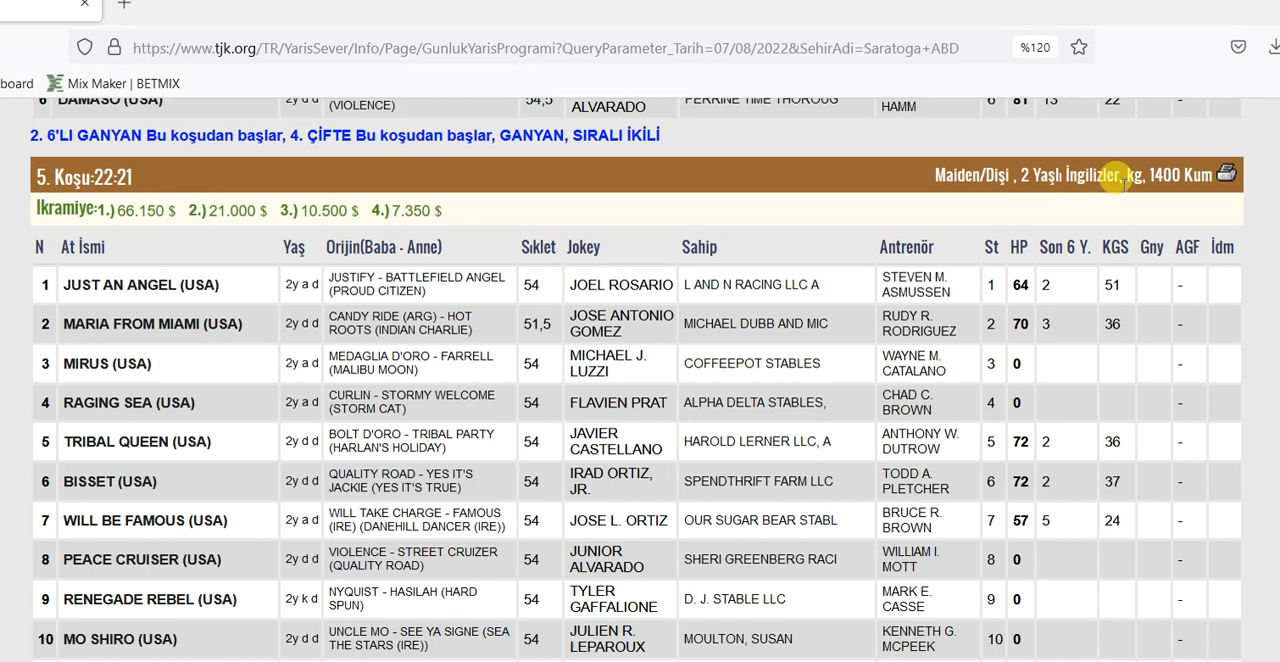 https://www.tjk.org/TR/YarisSever/Info/Page/GunlukYarisProgrami?QueryParameter_Tarih=07/08/2022&SehirAdi=Saratoga+ABD %120
board Mix Maker | BETMIX
6 DAMASO (USA) 2y d d (VIOLENCE) 54,5 ALVARADO PERRINE TIME THOROUG HAMM 6 81 13 22 -
2. 6'LI GANYAN Bu koşudan başlar, 4. ÇİFTE Bu koşudan başlar, GANYAN, SIRALI İKİLİ
5. Koşu:22:21 Maiden/Dişi , 2 Yaşlı İngilizler, kg, 1400 Kum
Ikramiye:1.) 66.150 $ 2.) 21.000 $ 3.) 10.500 $ 4.) 7.350 $
N At İsmi Yaş Orijin(Baba - Anne) Sıklet Jokey Sahip Antrenör St HP Son 6 Y. KGS Gny AGF İdm
1 JUST AN ANGEL (USA) 2y a d JUSTIFY - BATTLEFIELD ANGEL (PROUD CITIZEN) 54 JOEL ROSARIO L AND N RACING LLC A STEVEN M. ASMUSSEN 1 64 2 51 -
2 MARIA FROM MIAMI (USA) 2y d d CANDY RIDE (ARG) - HOT ROOTS (INDIAN CHARLIE) 51,5 JOSE ANTONIO GOMEZ MICHAEL DUBB AND MIC RUDY R. RODRIGUEZ 2 70 3 36 -
3 MIRUS (USA) 2y a d MEDAGLIA D'ORO - FARRELL (MALIBU MOON) 54 MICHAEL J. LUZZI COFFEEPOT STABLES WAYNE M. CATALANO 3 0 -
4 RAGING SEA (USA) 2y a d CURLIN - STORMY WELCOME (STORM CAT) 54 FLAVIEN PRAT ALPHA DELTA STABLES, CHAD C. BROWN 4 0 -
5 TRIBAL QUEEN (USA) 2y d d BOLT D'ORO - TRIBAL PARTY (HARLAN'S HOLIDAY) 54 JAVIER CASTELLANO HAROLD LERNER LLC, A ANTHONY W. DUTROW 5 72 2 36 -
6 BISSET (USA) 2y d d QUALITY ROAD - YES IT'S JACKIE (YES IT'S TRUE) 54 IRAD ORTIZ, JR. SPENDTHRIFT FARM LLC TODD A. PLETCHER 6 72 2 37 -
7 WILL BE FAMOUS (USA) 2y a d WILL TAKE CHARGE - FAMOUS (IRE) (DANEHILL DANCER (IRE)) 54 JOSE L. ORTIZ OUR SUGAR BEAR STABL BRUCE R. BROWN 7 57 5 24 -
8 PEACE CRUISER (USA) 2y d d VIOLENCE - STREET CRUIZER (QUALITY ROAD) 54 JUNIOR ALVARADO SHERI GREENBERG RACI WILLIAM I. MOTT 8 0 -
9 RENEGADE REBEL (USA) 2y k d NYQUIST - HASILAH (HARD SPUN) 54 TYLER GAFFALIONE D. J. STABLE LLC MARK E. CASSE 9 0 -
10 MO SHIRO (USA) 2y d d UNCLE MO - SEE YA SIGNE (SEA THE STARS (IRE)) 54 JULIEN R. LEPAROUX MOULTON, SUSAN KENNETH G. MCPEEK 10 0 -